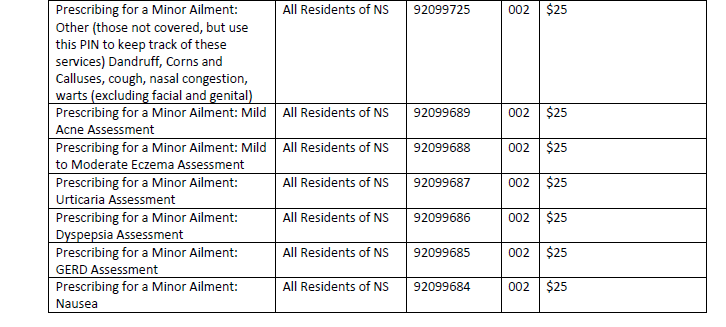 Prescribing for a Minor Ailment: All Residents of NS 92099725 002 $25
Other (those not covered, but use
this PIN to keep track of these
services) Dandruff, Corns and
Calluses, cough, nasal congestion,
warts (excluding facial and genital)
Prescribing for a Minor Ailment: Mild All Residents of NS 92099689 002 $25
Acne Assessment
Prescribing for a Minor Ailment: Mild All Residents of NS 92099688 002 $25
to Moderate Eczema Assessment
Prescribing for a Minor Ailment: All Residents of NS 92099687 002 $25
Urticaria Assessment
Prescribing for a Minor Ailment: All Residents of NS 92099686 002 $25
Dyspepsia Assessment
Prescribing for a Minor Ailment: All Residents of NS 92099685 002 $25
GERD Assessment
Prescribing for a Minor Ailment: All Residents of NS 92099684 002 $25
Nausea